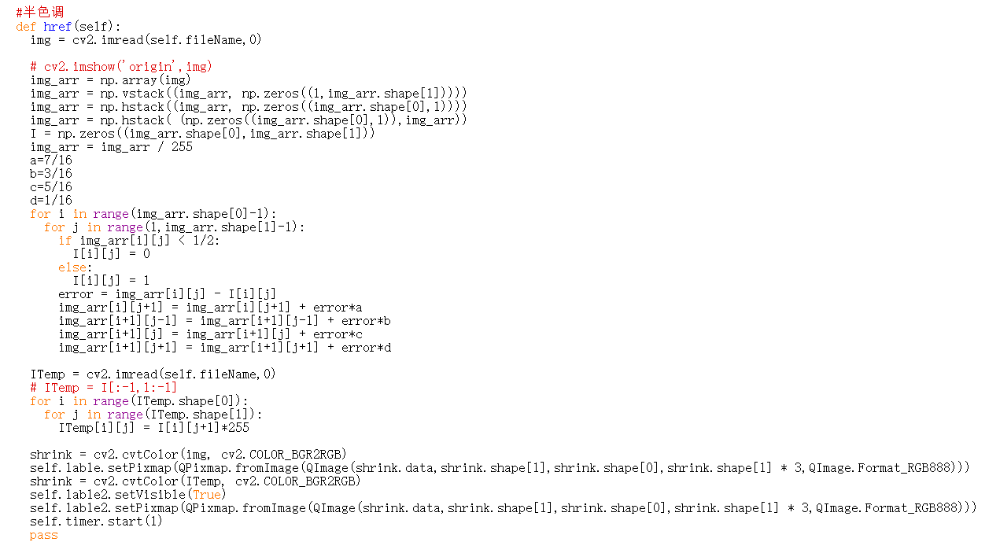 #半色调
def href(self):
  img = cv2.imread(self.fileName,0)

  # cv2.imshow('origin',img)
  img_arr = np.array(img)
  img_arr = np.vstack((img_arr, np.zeros((1,img_arr.shape[1]))))
  img_arr = np.hstack((img_arr, np.zeros((img_arr.shape[0],1))))
  img_arr = np.hstack( (np.zeros((img_arr.shape[0],1)),img_arr))
  I = np.zeros((img_arr.shape[0],img_arr.shape[1]))
  img_arr = img_arr / 255
  a=7/16
  b=3/16
  c=5/16
  d=1/16
  for i in range(img_arr.shape[0]-1):
    for j in range(1,img_arr.shape[1]-1):
      if img_arr[i][j] < 1/2:
        I[i][j] = 0
      else:
        I[i][j] = 1
      error = img_arr[i][j] - I[i][j]
      img_arr[i][j+1] = img_arr[i][j+1] + error*a
      img_arr[i+1][j-1] = img_arr[i+1][j-1] + error*b
      img_arr[i+1][j] = img_arr[i+1][j] + error*c
      img_arr[i+1][j+1] = img_arr[i+1][j+1] + error*d

  ITemp = cv2.imread(self.fileName,0)
  # ITemp = I[:-1,1:-1]
  for i in range(ITemp.shape[0]):
    for j in range(ITemp.shape[1]):
      ITemp[i][j] = I[i][j+1]*255

  shrink = cv2.cvtColor(img, cv2.COLOR_BGR2RGB)
  self.lable.setPixmap(QPixmap.fromImage(QImage(shrink.data,shrink.shape[1],shrink.shape[0],shrink.shape[1] * 3,QImage.Format_RGB888)))
  shrink = cv2.cvtColor(ITemp, cv2.COLOR_BGR2RGB)
  self.lable2.setVisible(True)
  self.lable2.setPixmap(QPixmap.fromImage(QImage(shrink.data,shrink.shape[1],shrink.shape[0],shrink.shape[1] * 3,QImage.Format_RGB888)))
  self.timer.start(1)
  pass